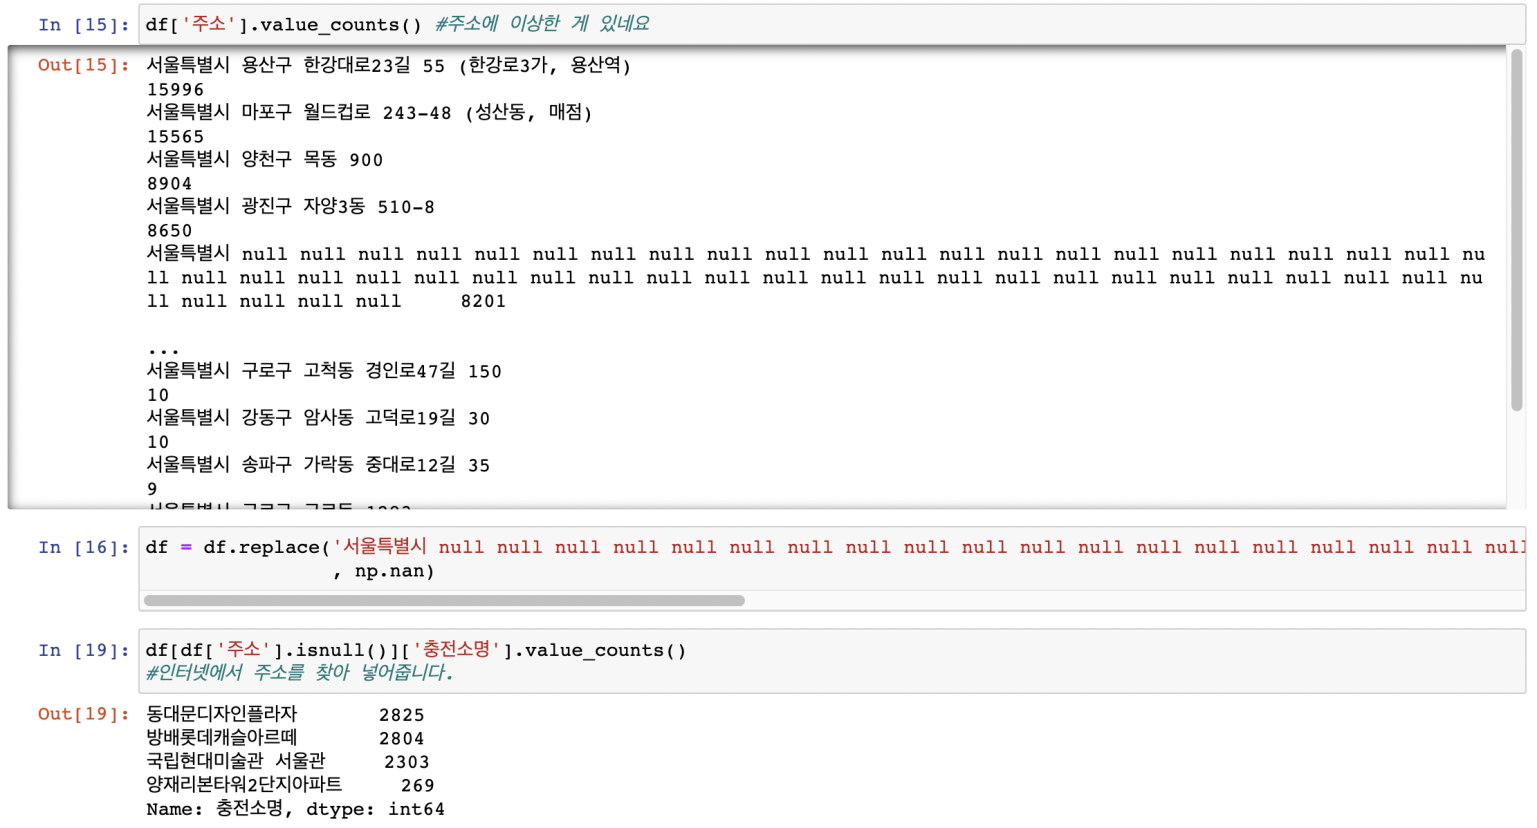 In [15]: df['주소'].value_counts() #주소에 이상한 게 있네요
Out[15]: 서울특별시 용산구 한강대로23길 55 (한강로3가, 용산역)
15996
서울특별시 마포구 월드컵로 243-48 (성산동, 매점)
15565
서울특별시 양천구 목동 900
8904
서울특별시 광진구 자양3동 510-8
8650
서울특별시 null null null null null null null null null null null null null null null null null null null null null nu
ll null null null null null null null null null null null null null null null null null null null null null null nu
ll null null null null 8201
...
서울특별시 구로구 고척동 경인로47길 150
10
서울특별시 강동구 암사동 고덕로19길 30
10
서울특별시 송파구 가락동 중대로12길 35
9
In [16]: df = df.replace('서울특별시 null null null null null null null null null null null null null null null null null null null
, np.nan)
In [19]: df[df['주소'].isnull()]['충전소명'].value_counts()
#인터넷에서 주소를 찾아 넣어줍니다.
Out[19]: 동대문디자인플라자 2825
방배롯데캐슬아르떼 2804
국립현대미술관 서울관 2303
양재리본타워2단지아파트 269
Name: 충전소명, dtype: int64